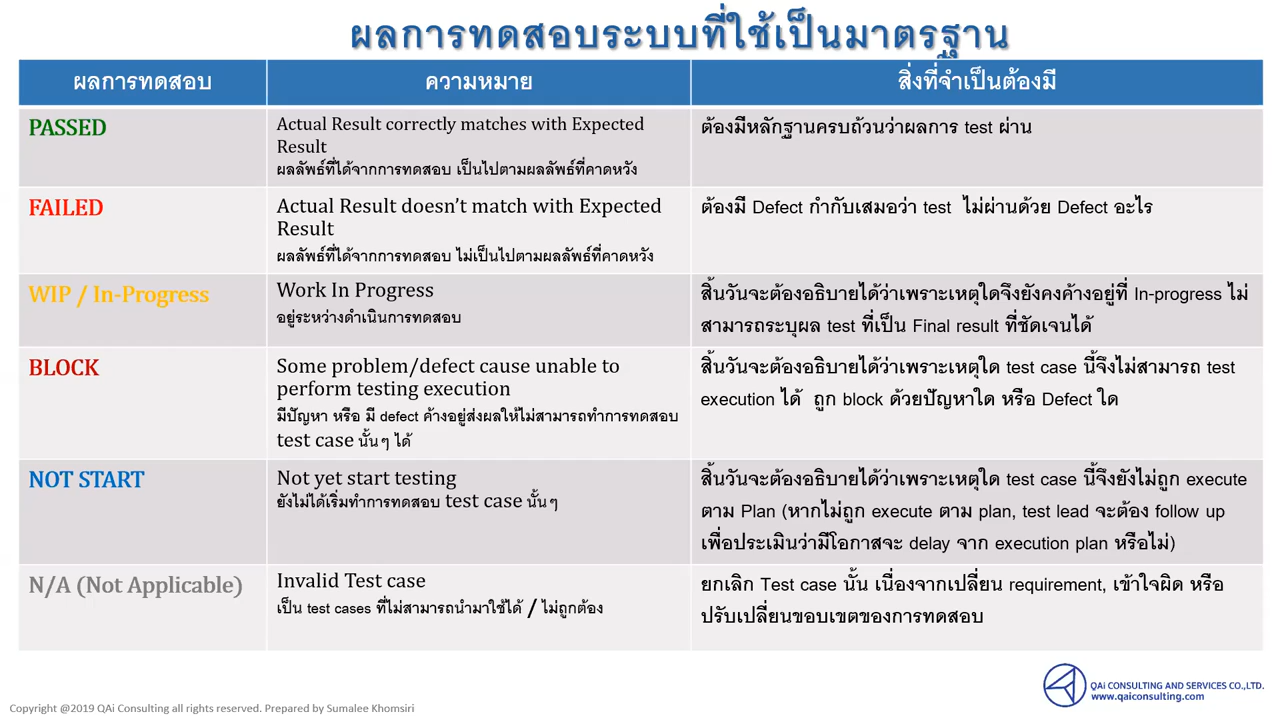 ผลการทดสอบระบบที่ใช้เป็นมาตรฐาน
ผลการทดสอบ
ความหมาย
สิ่งที่จำเป็นต้องมี
PASSED
Actual Result correctly matches with Expected
Result
ผลลัพธ์ที่ได้จากการทดสอบ เป็นไปตามผลลัพธ์ที่คาดหวัง
ต้องมีหลักฐานครบถ้วนว่าผลการ test ผ่าน
FAILED
Actual Result doesn’t match with Expected
Result
ผลลัพธ์ที่ได้จากการทดสอบ ไม่เป็นไปตามผลลัพธ์ที่คาดหวัง
ต้องมี Defect กำกับเสมอว่า test ไม่ผ่านด้วย Defect อะไร
WIP / In-Progress
Work In Progress
อยู่ระหว่างดำเนินการทดสอบ
สิ้นวันจะต้องอธิบายได้ว่าเพราะเหตุใดจึงยังคงค้างอยู่ที่ In-progress ไม่
สามารถระบุผล test ที่เป็น Final result ที่ชัดเจนได้
BLOCK
Some problem/defect cause unable to
perform testing execution
มีปัญหา หรือ มี defect ค้างอยู่ส่งผลให้ไม่สามารถทำการทดสอบ
test case นั้นๆ ได้
สิ้นวันจะต้องอธิบายได้ว่าเพราะเหตุใด test case นี้จึงไม่สามารถ test
execution ได้ ถูก block ด้วยปัญหาใด หรือ Defect ใด
NOT START
Not yet start testing
ยังไม่ได้เริ่มทำการทดสอบ test case นั้นๆ
สิ้นวันจะต้องอธิบายได้ว่าเพราะเหตุใด test case นี้จึงยังไม่ถูก execute
ตาม Plan (หากไม่ถูก execute ตาม plan, test lead จะต้อง follow up
เพื่อประเมินว่ามีโอกาสจะ delay จาก execution plan หรือไม่)
N/A (Not Applicable)
Invalid Test case
เป็น test cases ที่ไม่สามารถนำมาใช้ได้ / ไม่ถูกต้อง
ยกเลิก Test case นั้น เนื่องจากเปลี่ยน requirement, เข้าใจผิด หรือ
ปรับเปลี่ยนขอบเขตของการทดสอบ
QAi CONSULTING AND SERVICES CO.,LTD.
www.qaiconsulting.com
Copyright @2019 QAi Consulting all rights reserved. Prepared by Sumalee Khomsiri